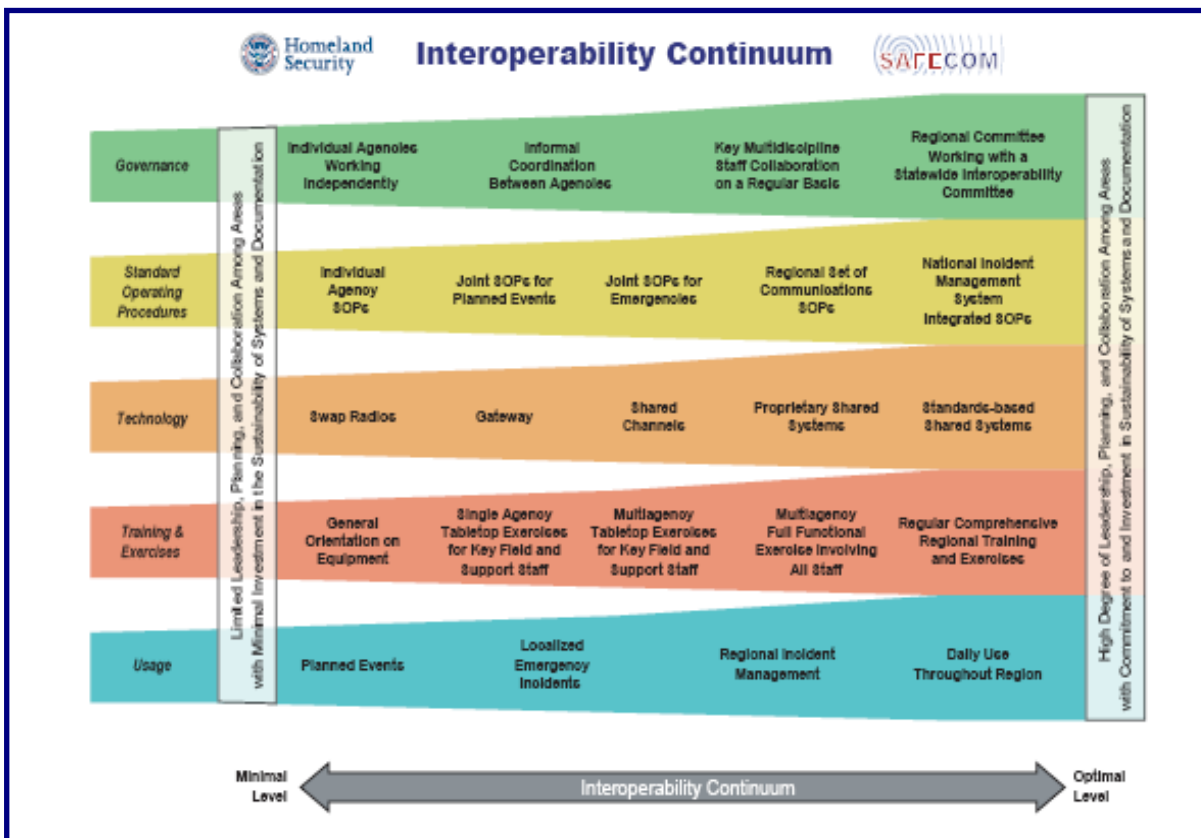 Homeland
Security
Interoperability Continuum
SAFECOM
Limited Leadership, Planning, and Collaboration Among Areas
with Minimal Investment in the Sustainability of Systems and Documentation
High Degree of Leadership, Planning, and Collaboration Among Areas
with Commitment to and Investment in Sustainability of Systems and Documentation
Governance
Individual Agencies
Working
Independently
Informal
Coordination
Between Agencies
Key Multidiscipline
Staff Collaboration
on a Regular Basis
Regional Committee
Working with a
Statewide Interoperability
Committee
Standard
Operating
Procedures
Individual
Agency
SOPs
Joint SOPs for
Planned Events
Joint SOPs for
Emergencies
Regional Set of
Communications
SOPs
National Incident
Management
System
Integrated SOPs
Technology
Swap Radios
Gateway
Shared
Channels
Proprietary Shared
Systems
Standards-based
Shared Systems
Training &
Exercises
General
Orientation on
Equipment
Single Agency
Tabletop Exercises
for Key Field and
Support Staff
Multiagency
Tabletop Exercises
for Key Field and
Support Staff
Multiagency
Full Functional
Exercise Involving
All Staff
Regular Comprehensive
Regional Training
and Exercises
Usage
Planned Events
Localized
Emergency
Incidents
Regional Incident
Management
Daily Use
Throughout Region
Minimal
Level
Interoperability Continuum
Optimal
Level